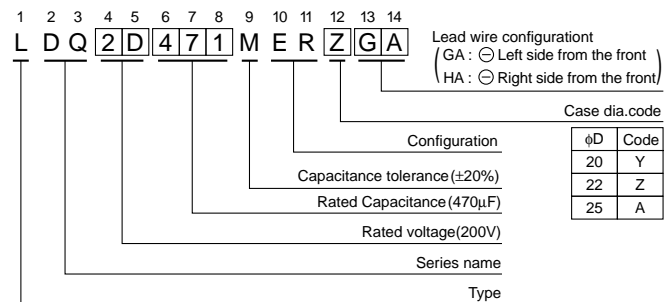 1 2 3 4 5 6 7 8 9 10 11 12 13 14
L D Q 2 D 4 7 1 M E R Z G A
Lead wire configurationt
GA : ⊖ Left side from the front
HA : ⊖ Right side from the front
Case dia.code
Configuration
Capacitance tolerance(±20%)
Rated Capacitance(470µF)
Rated voltage(200V)
Series name
Type
ϕD Code
20 Y
22 Z
25 A